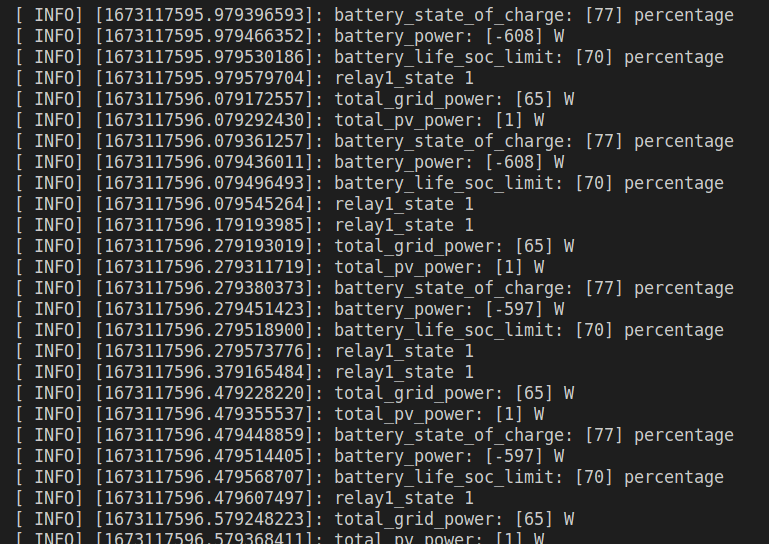 [ INFO] [1673117595.979396593]: battery_state_of_charge: [77] percentage
[ INFO] [1673117595.979466352]: battery_power: [-608] W
[ INFO] [1673117595.979530186]: battery_life_soc_limit: [70] percentage
[ INFO] [1673117595.979579704]: relay1_state 1
[ INFO] [1673117596.079172557]: total_grid_power: [65] W
[ INFO] [1673117596.079292430]: total_pv_power: [1] W
[ INFO] [1673117596.079361257]: battery_state_of_charge: [77] percentage
[ INFO] [1673117596.079436011]: battery_power: [-608] W
[ INFO] [1673117596.079496493]: battery_life_soc_limit: [70] percentage
[ INFO] [1673117596.079545264]: relay1_state 1
[ INFO] [1673117596.179193985]: relay1_state 1
[ INFO] [1673117596.279193019]: total_grid_power: [65] W
[ INFO] [1673117596.279311719]: total_pv_power: [1] W
[ INFO] [1673117596.279380373]: battery_state_of_charge: [77] percentage
[ INFO] [1673117596.279451423]: battery_power: [-597] W
[ INFO] [1673117596.279518900]: battery_life_soc_limit: [70] percentage
[ INFO] [1673117596.279573776]: relay1_state 1
[ INFO] [1673117596.379165484]: relay1_state 1
[ INFO] [1673117596.479228220]: total_grid_power: [65] W
[ INFO] [1673117596.479355537]: total_pv_power: [1] W
[ INFO] [1673117596.479448859]: battery_state_of_charge: [77] percentage
[ INFO] [1673117596.479514405]: battery_power: [-597] W
[ INFO] [1673117596.479568707]: battery_life_soc_limit: [70] percentage
[ INFO] [1673117596.479607497]: relay1_state 1
[ INFO] [1673117596.579248223]: total_grid_power: [65] W
[ INFO] [1673117596.579368411]: total_pv_power: [1] W